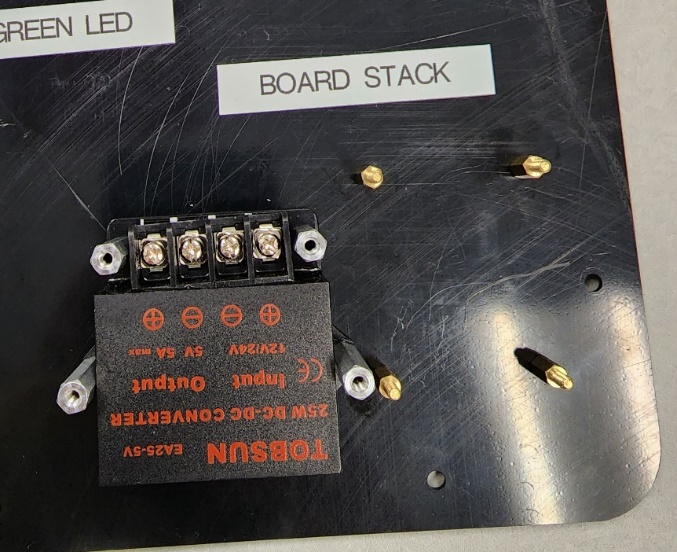 GREEN LED
BOARD STACK
TOBSUN EA25-5V
25W DC-DC CONVERTER
CE Input Output
12V/24V 5V 5A max
⊕ ⊖ ⊖ ⊕